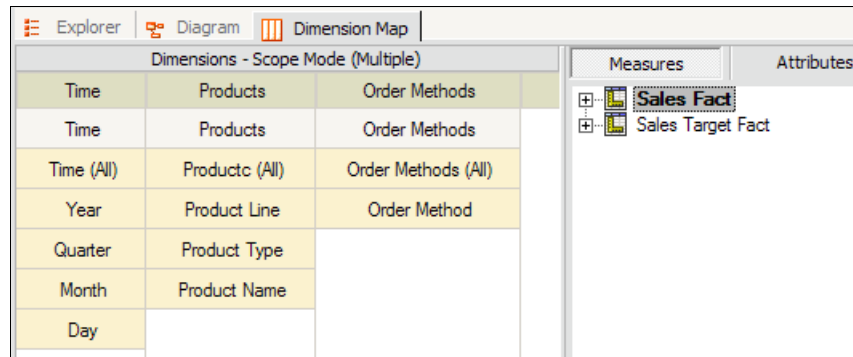 Explorer Diagram Dimension Map
Dimensions - Scope Mode (Multiple)
Measures Attributes
Time Products Order Methods
Sales Fact
Time Products Order Methods
Sales Target Fact
Time (All) Productc (All) Order Methods (All)
Year Product Line Order Method
Quarter Product Type
Month Product Name
Day